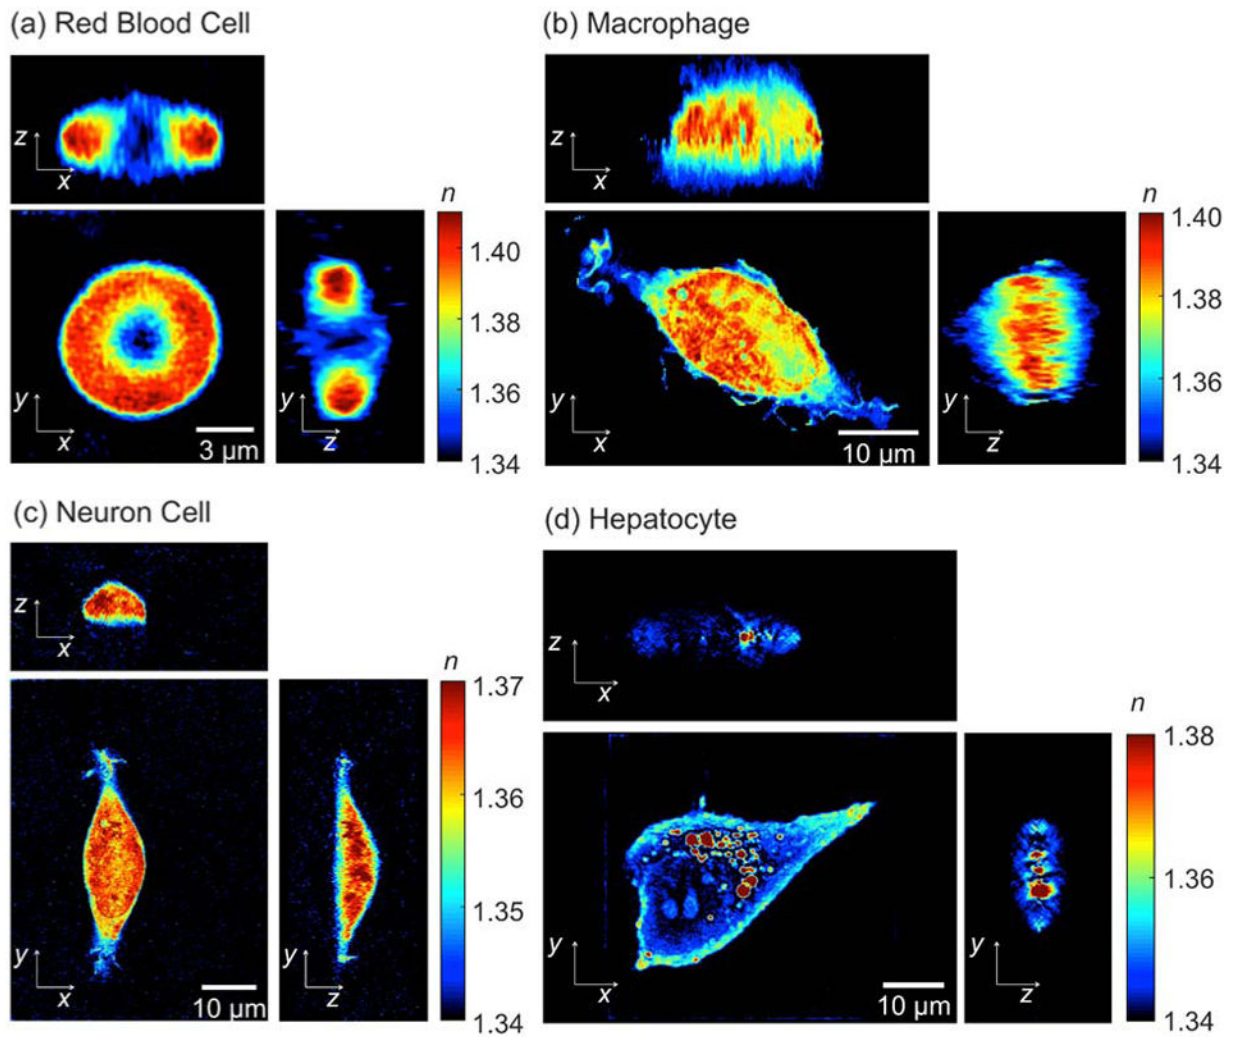 (a) Red Blood Cell
z
x
n
1.40
1.38
1.36
1.34
y
x
3 μm
y
z
(b) Macrophage
z
x
n
1.40
1.38
1.36
1.34
y
x
10 μm
y
z
(c) Neuron Cell
z
x
n
1.37
1.36
1.35
1.34
y
x
10 μm
y
z
(d) Hepatocyte
z
x
n
1.38
1.36
1.34
y
x
10 μm
y
z